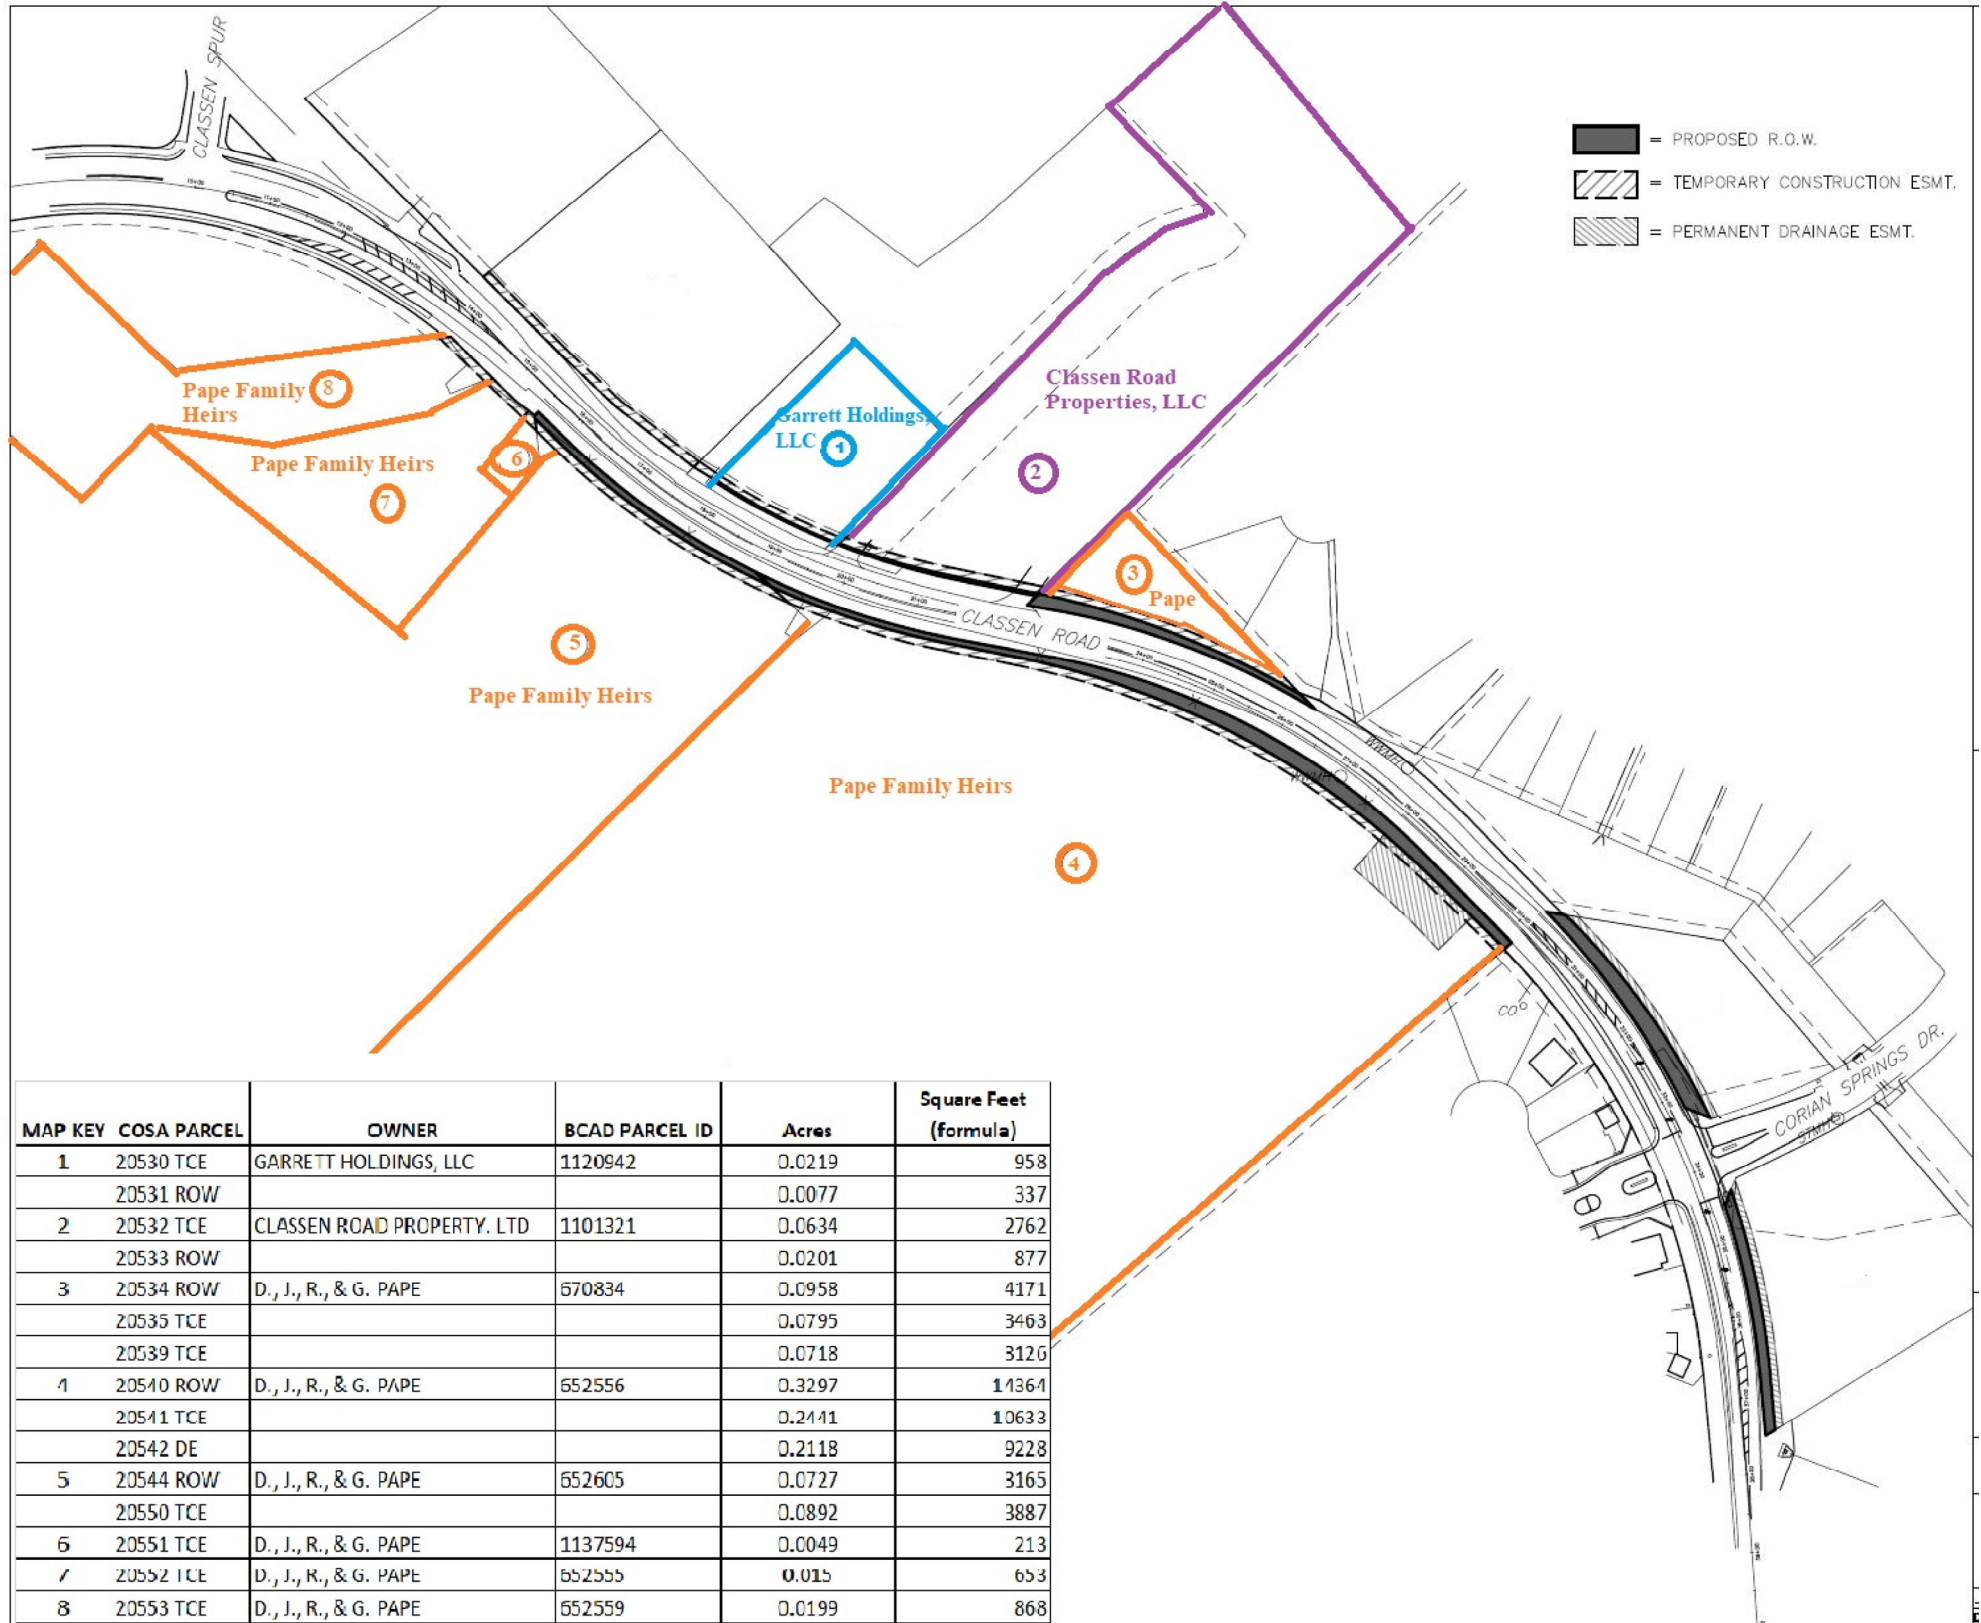 CLASSEN SPUR
= PROPOSED R.O.W.
= TEMPORARY CONSTRUCTION ESMT.
= PERMANENT DRAINAGE ESMT.
Classen Road
Properties, LLC
2
Garrett Holdings,
LLC 1
Pape Family 8
Heirs
Pape Family Heirs
7
6
3
Pape
CLASSEN ROAD
5
Pape Family Heirs
Pape Family Heirs
4
WWMH
WWMH
CO
CORIAN SPRINGS DR.
STMH
MAP KEY COSA PARCEL OWNER BCAD PARCEL ID Acres Square Feet (formula)
1 20530 TCE GARRETT HOLDINGS, LLC 1120942 0.0219 958
20531 ROW 0.0077 337
2 20532 TCE CLASSEN ROAD PROPERTY. LTD 1101321 0.0634 2762
20533 ROW 0.0201 877
3 20534 ROW D., J., R., & G. PAPE 670834 0.0958 4171
20535 TCE 0.0795 3463
20539 TCE 0.0718 3126
4 20540 ROW D., J., R., & G. PAPE 652556 0.3297 14364
20541 TCE 0.2441 10633
20542 DE 0.2118 9228
5 20544 ROW D., J., R., & G. PAPE 652605 0.0727 3165
20550 TCE 0.0892 3887
6 20551 TCE D., J., R., & G. PAPE 1137594 0.0049 213
7 20552 TCE D., J., R., & G. PAPE 652555 0.015 653
8 20553 TCE D., J., R., & G. PAPE 652559 0.0199 868